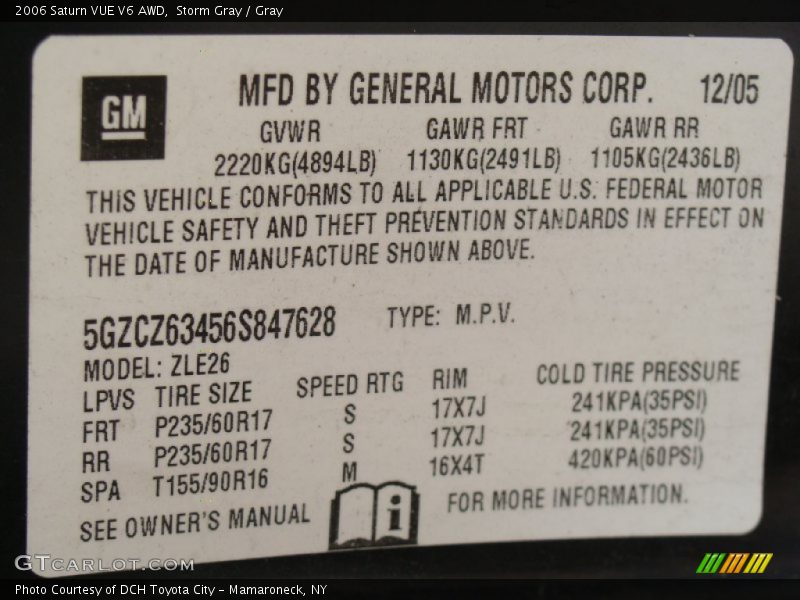 2006 Saturn VUE V6 AWD, Storm Gray / Gray
GM
MFD BY GENERAL MOTORS CORP. 12/05
GVWR GAWR FRT GAWR RR
2220KG(4894LB) 1130KG(2491LB) 1105KG(2436LB)
THIS VEHICLE CONFORMS TO ALL APPLICABLE U.S. FEDERAL MOTOR
VEHICLE SAFETY AND THEFT PREVENTION STANDARDS IN EFFECT ON
THE DATE OF MANUFACTURE SHOWN ABOVE.
5GZCZ63456S847628 TYPE: M.P.V.
MODEL: ZLE26
LPVS TIRE SIZE SPEED RTG RIM COLD TIRE PRESSURE
FRT P235/60R17 S 17X7J 241KPA(35PSI)
RR P235/60R17 S 17X7J 241KPA(35PSI)
SPA T155/90R16 M 16X4T 420KPA(60PSI)
SEE OWNER'S MANUAL i FOR MORE INFORMATION.
GTCARLOT.COM
Photo Courtesy of DCH Toyota City - Mamaroneck, NY